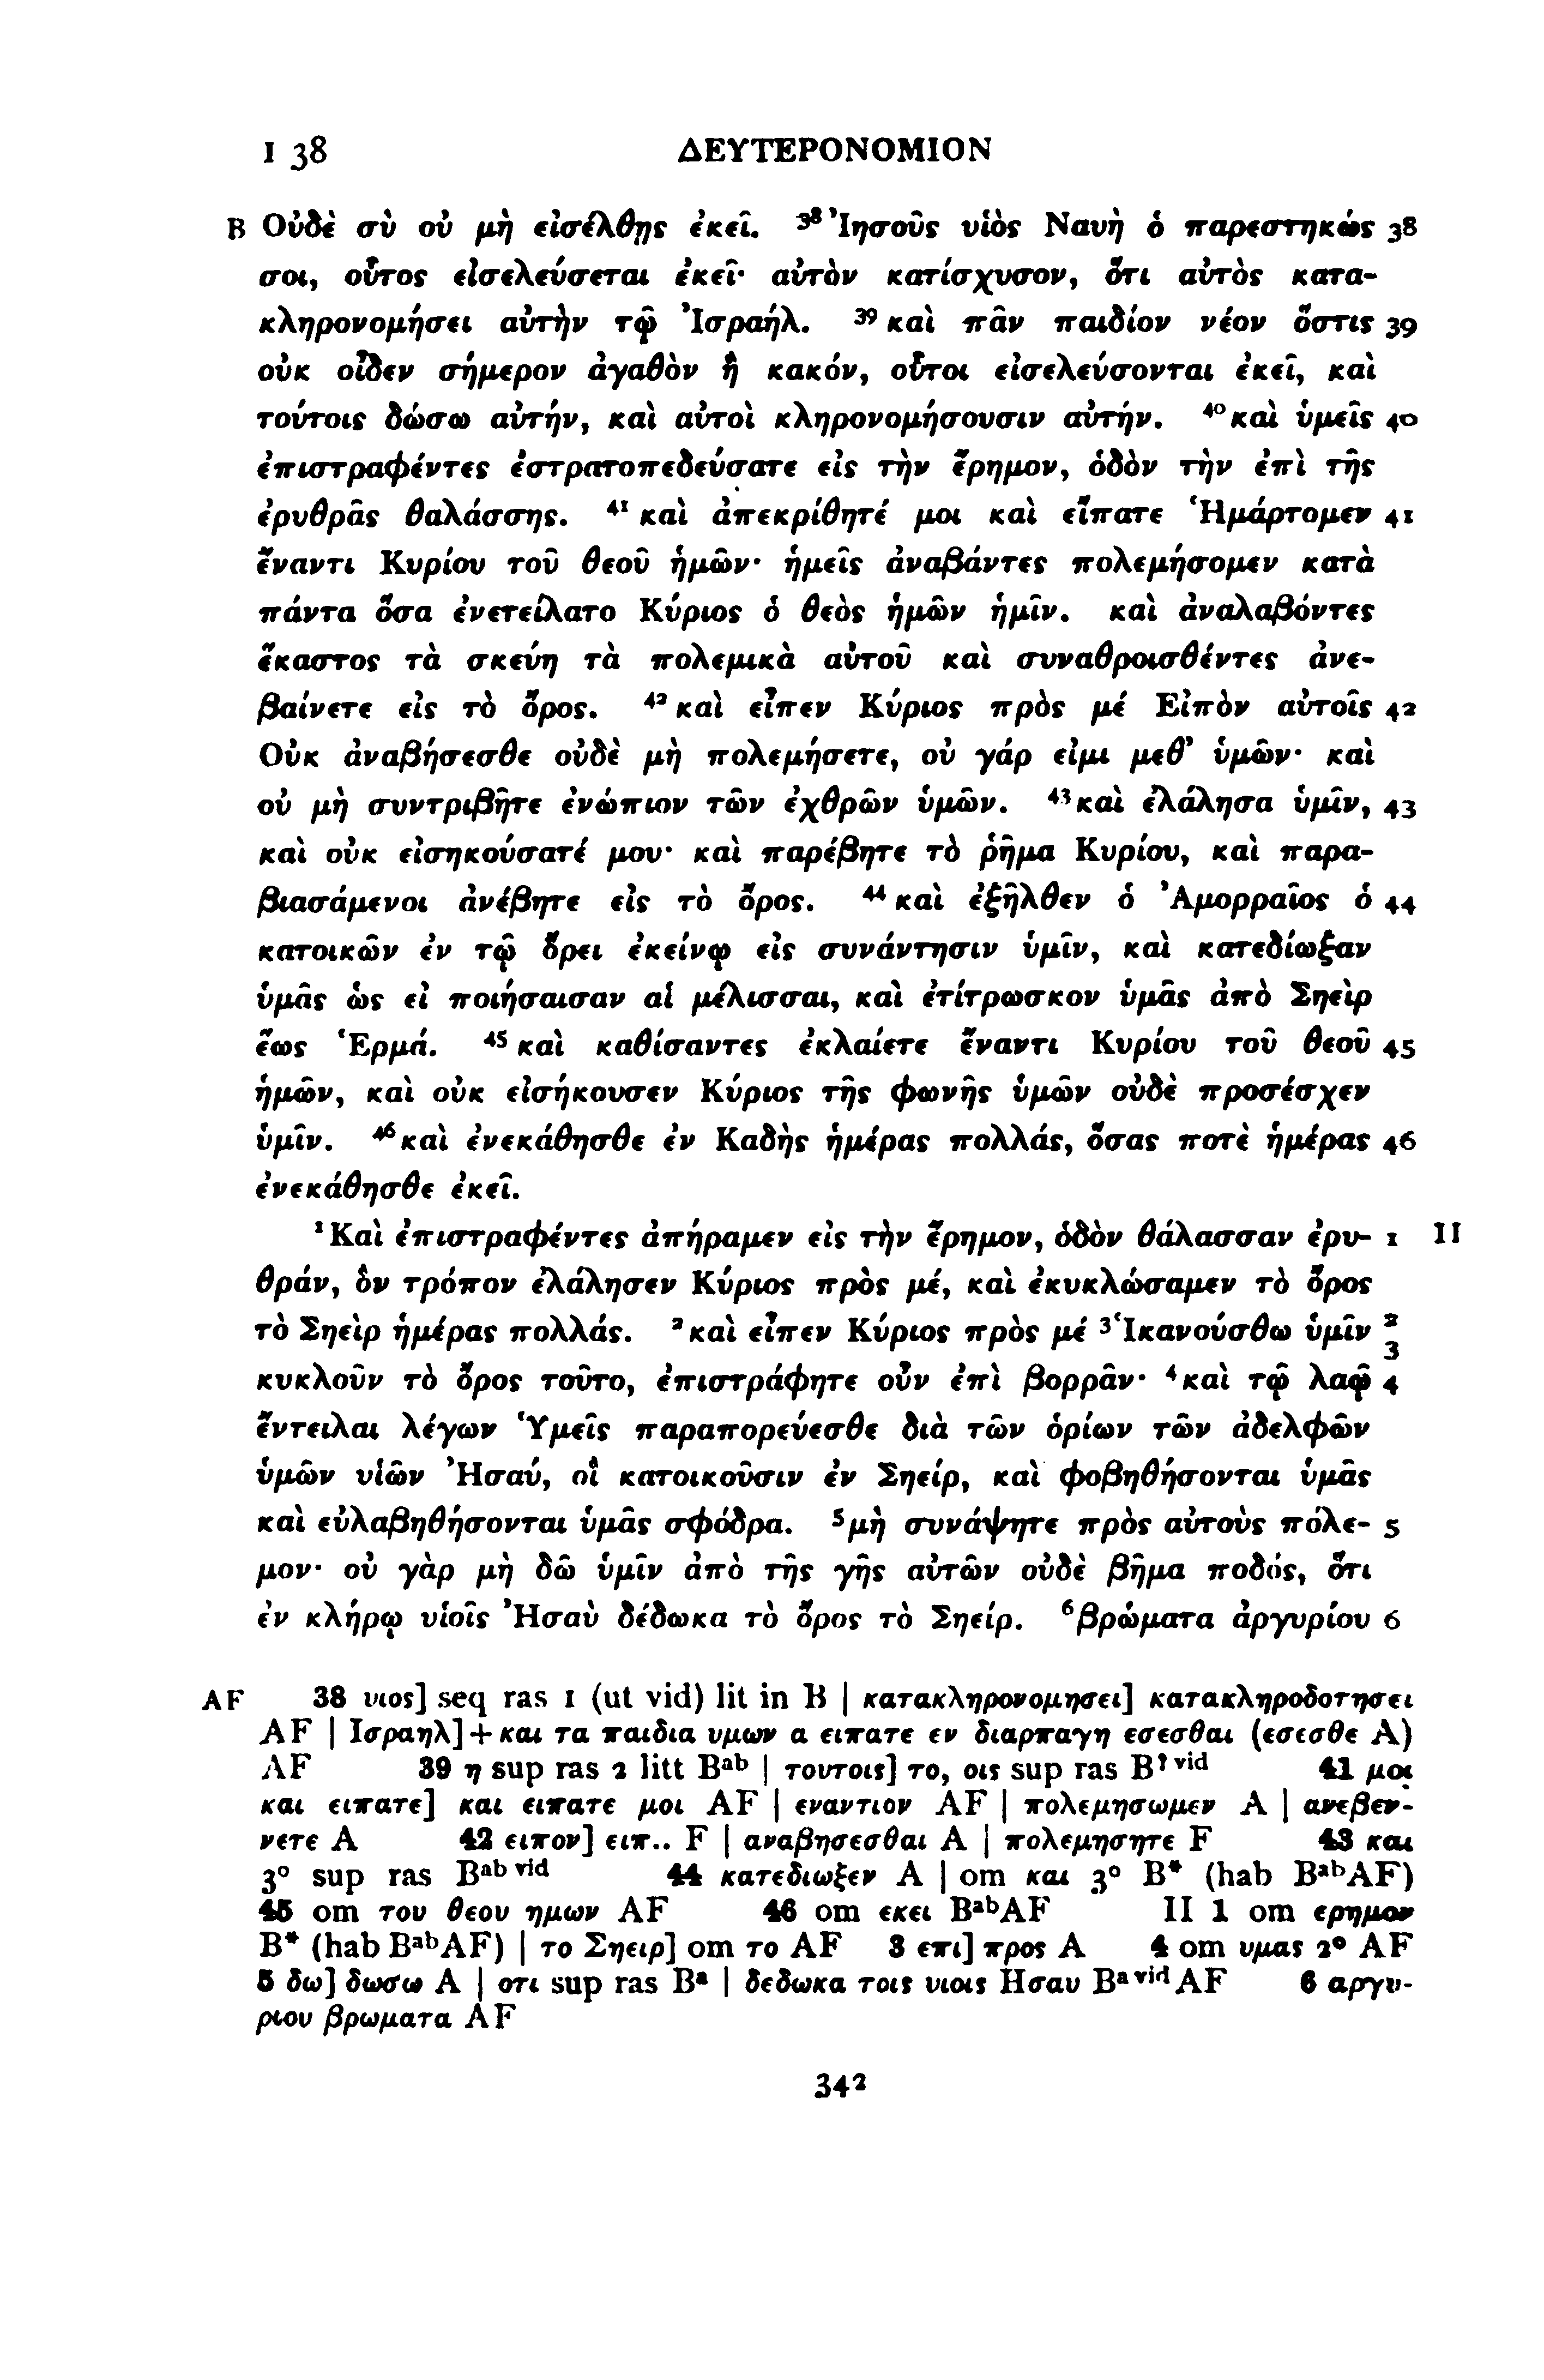 I 38 ΔΕΥΤΕΡΟΝΟΜΙΟΝ
B Οὐδὲ σὺ οὐ μὴ εἰσέλθῃς ἐκεῖ. ³⁸Ἰησοῦς υἱὸς Ναυὴ ὁ παρεστηκώς 38
σοι, οὗτος εἰσελεύσεται ἐκεῖ· αὐτὸν κατίσχυσον, ὅτι αὐτὸς κατα-
κληρονομήσει αὐτὴν τῷ Ἰσραήλ. ³⁹καὶ πᾶν παιδίον νέον ὅστις 39
οὐκ οἶδεν σήμερον ἀγαθὸν ἢ κακόν, οὗτοι εἰσελεύσονται ἐκεῖ, καὶ
τούτοις δώσω αὐτήν, καὶ αὐτοὶ κληρονομήσουσιν αὐτήν. ⁴⁰καὶ ὑμεῖς 40
ἐπιστραφέντες ἐστρατοπεδεύσατε εἰς τὴν ἔρημον, ὁδὸν τὴν ἐπὶ τῆς
ἐρυθρᾶς θαλάσσης. ⁴¹καὶ ἀπεκρίθητέ μοι καὶ εἴπατε Ἡμάρτομεν 41
ἔναντι Κυρίου τοῦ θεοῦ ἡμῶν· ἡμεῖς ἀναβάντες πολεμήσομεν κατὰ
πάντα ὅσα ἐνετείλατο Κύριος ὁ θεὸς ἡμῶν ἡμῖν. καὶ ἀναλαβόντες
ἕκαστος τὰ σκεύη τὰ πολεμικὰ αὐτοῦ καὶ συναθροισθέντες ἀνε-
βαίνετε εἰς τὸ ὄρος. ⁴²καὶ εἶπεν Κύριος πρὸς μέ Εἰπὸν αὐτοῖς 42
Οὐκ ἀναβήσεσθε οὐδὲ μὴ πολεμήσετε, οὐ γάρ εἰμι μεθ᾽ ὑμῶν· καὶ
οὐ μὴ συντριβῆτε ἐνώπιον τῶν ἐχθρῶν ὑμῶν. ⁴³καὶ ἐλάλησα ὑμῖν, 43
καὶ οὐκ εἰσηκούσατέ μου· καὶ παρέβητε τὸ ῥῆμα Κυρίου, καὶ παρα-
βιασάμενοι ἀνέβητε εἰς τὸ ὄρος. ⁴⁴καὶ ἐξῆλθεν ὁ Ἀμορραῖος ὁ 44
κατοικῶν ἐν τῷ ὄρει ἐκείνῳ εἰς συνάντησιν ὑμῖν, καὶ κατεδίωξαν
ὑμᾶς ὡς εἰ ποιήσαισαν αἱ μέλισσαι, καὶ ἐτίτρωσκον ὑμᾶς ἀπὸ Σηεὶρ
ἕως Ἑρμά. ⁴⁵καὶ καθίσαντες ἐκλαίετε ἔναντι Κυρίου τοῦ θεοῦ 45
ἡμῶν, καὶ οὐκ εἰσήκουσεν Κύριος τῆς φωνῆς ὑμῶν οὐδὲ προσέσχεν
ὑμῖν. ⁴⁶καὶ ἐνεκάθησθε ἐν Καδὴς ἡμέρας πολλάς, ὅσας ποτὲ ἡμέρας 46
ἐνεκάθησθε ἐκεῖ.
¹Καὶ ἐπιστραφέντες ἀπήραμεν εἰς τὴν ἔρημον, ὁδὸν θάλασσαν ἐρυ- 1 II
θράν, ὃν τρόπον ἐλάλησεν Κύριος πρὸς μέ, καὶ ἐκυκλώσαμεν τὸ ὄρος
τὸ Σηεὶρ ἡμέρας πολλάς. ²καὶ εἶπεν Κύριος πρὸς μέ ³Ἱκανούσθω ὑμῖν 2 3
κυκλοῦν τὸ ὄρος τοῦτο, ἐπιστράφητε οὖν ἐπὶ βορρᾶν· ⁴καὶ τῷ λαῷ 4
ἔντειλαι λέγων Ὑμεῖς παραπορεύεσθε διὰ τῶν ὁρίων τῶν ἀδελφῶν
ὑμῶν υἱῶν Ἠσαύ, οἳ κατοικοῦσιν ἐν Σηείρ, καὶ φοβηθήσονται ὑμᾶς
καὶ εὐλαβηθήσονται ὑμᾶς σφόδρα. ⁵μὴ συνάψητε πρὸς αὐτοὺς πόλε- 5
μον· οὐ γὰρ μὴ δῶ ὑμῖν ἀπὸ τῆς γῆς αὐτῶν οὐδὲ βῆμα ποδός, ὅτι
ἐν κλήρῳ υἱοῖς Ἠσαὺ δέδωκα τὸ ὄρος τὸ Σηείρ. ⁶βρώματα ἀργυρίου 6
AF 38 υιος] seq ras 1 (ut vid) lit in B | κατακληρονομησει] κατακληροδοτησει
AF | Ισραηλ]+και τα παιδια υμων α ειπατε εν διαρπαγη εσεσθαι (εσεσθε A)
AF 39 η sup ras 2 litt Bᵃᵇ | τουτοις] το, οις sup ras B? ᵛⁱᵈ 41 μοι
και ειπατε] και ειπατε μοι AF | εναντιον AF | πολεμησωμεν A | ανεβεν-
νετε A 42 ειπον] ειπ.. F | αναβησεσθαι A | πολεμησητε F 43 και
3° sup ras Bᵃᵇ ᵛⁱᵈ 44 κατεδιωξεν A | om και 3° B* (hab BᵃᵇAF)
45 om του θεου ημων AF 46 om εκει BᵃᵇAF II 1 om ερημον
B* (hab BᵃᵇAF) | το Σηειρ] om το AF 3 επι] προς A 4 om υμας 2° AF
5 δω] δωσω A | οτι sup ras Bᵃ | δεδωκα τοις υιοις Ησαυ Bᵃ ᵛⁱᵈ AF 6 αργυ-
ριου βρωματα AF
342